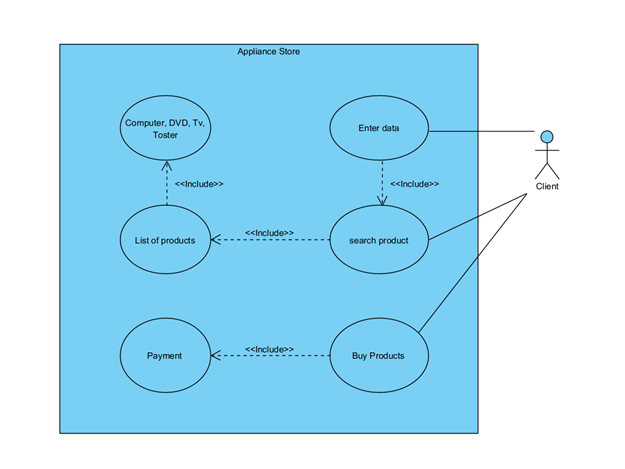 Appliance Store
Computer, DVD, Tv,
Toster
Enter data
<<Include>>
<<Include>>
Client
List of products
<<Include>>
search product
Payment
<<Include>>
Buy Products